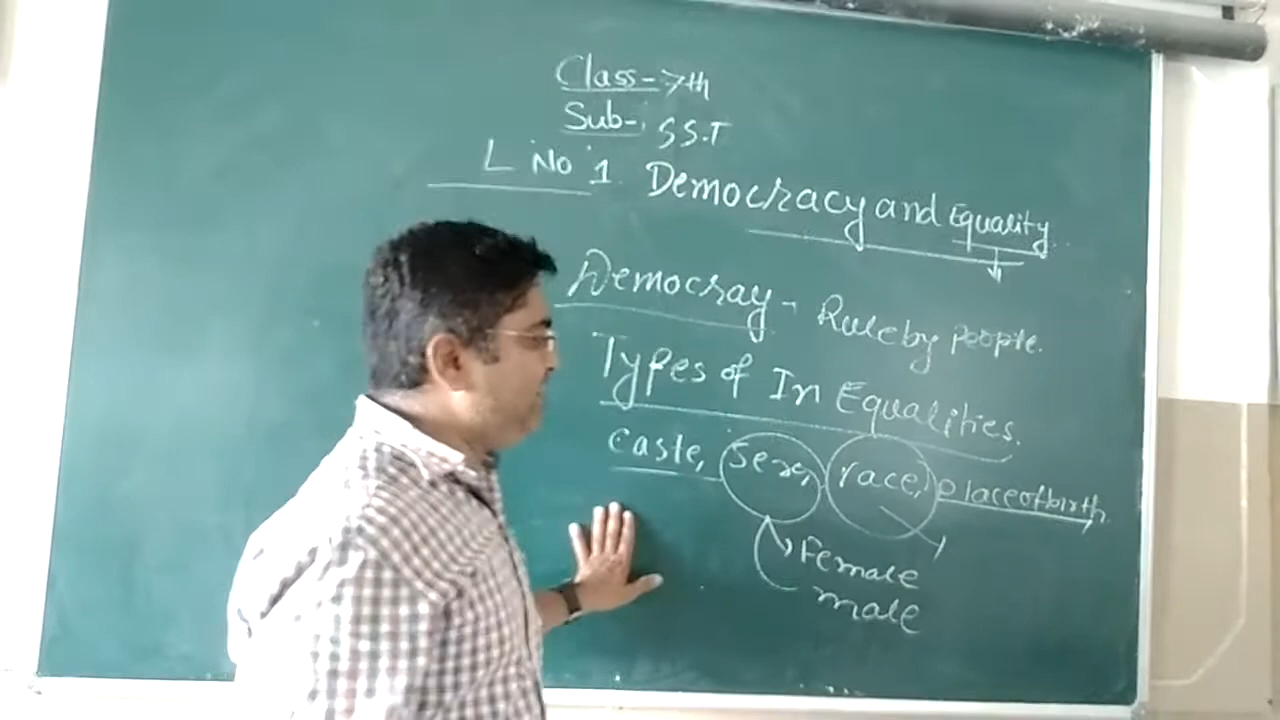 Class- 7th
Sub-: S S.T
L No 1 Democracy and Equality
Democray - Rule by people.
Types of In Equalities.
Caste, Sex, race, place of birth
Female
male